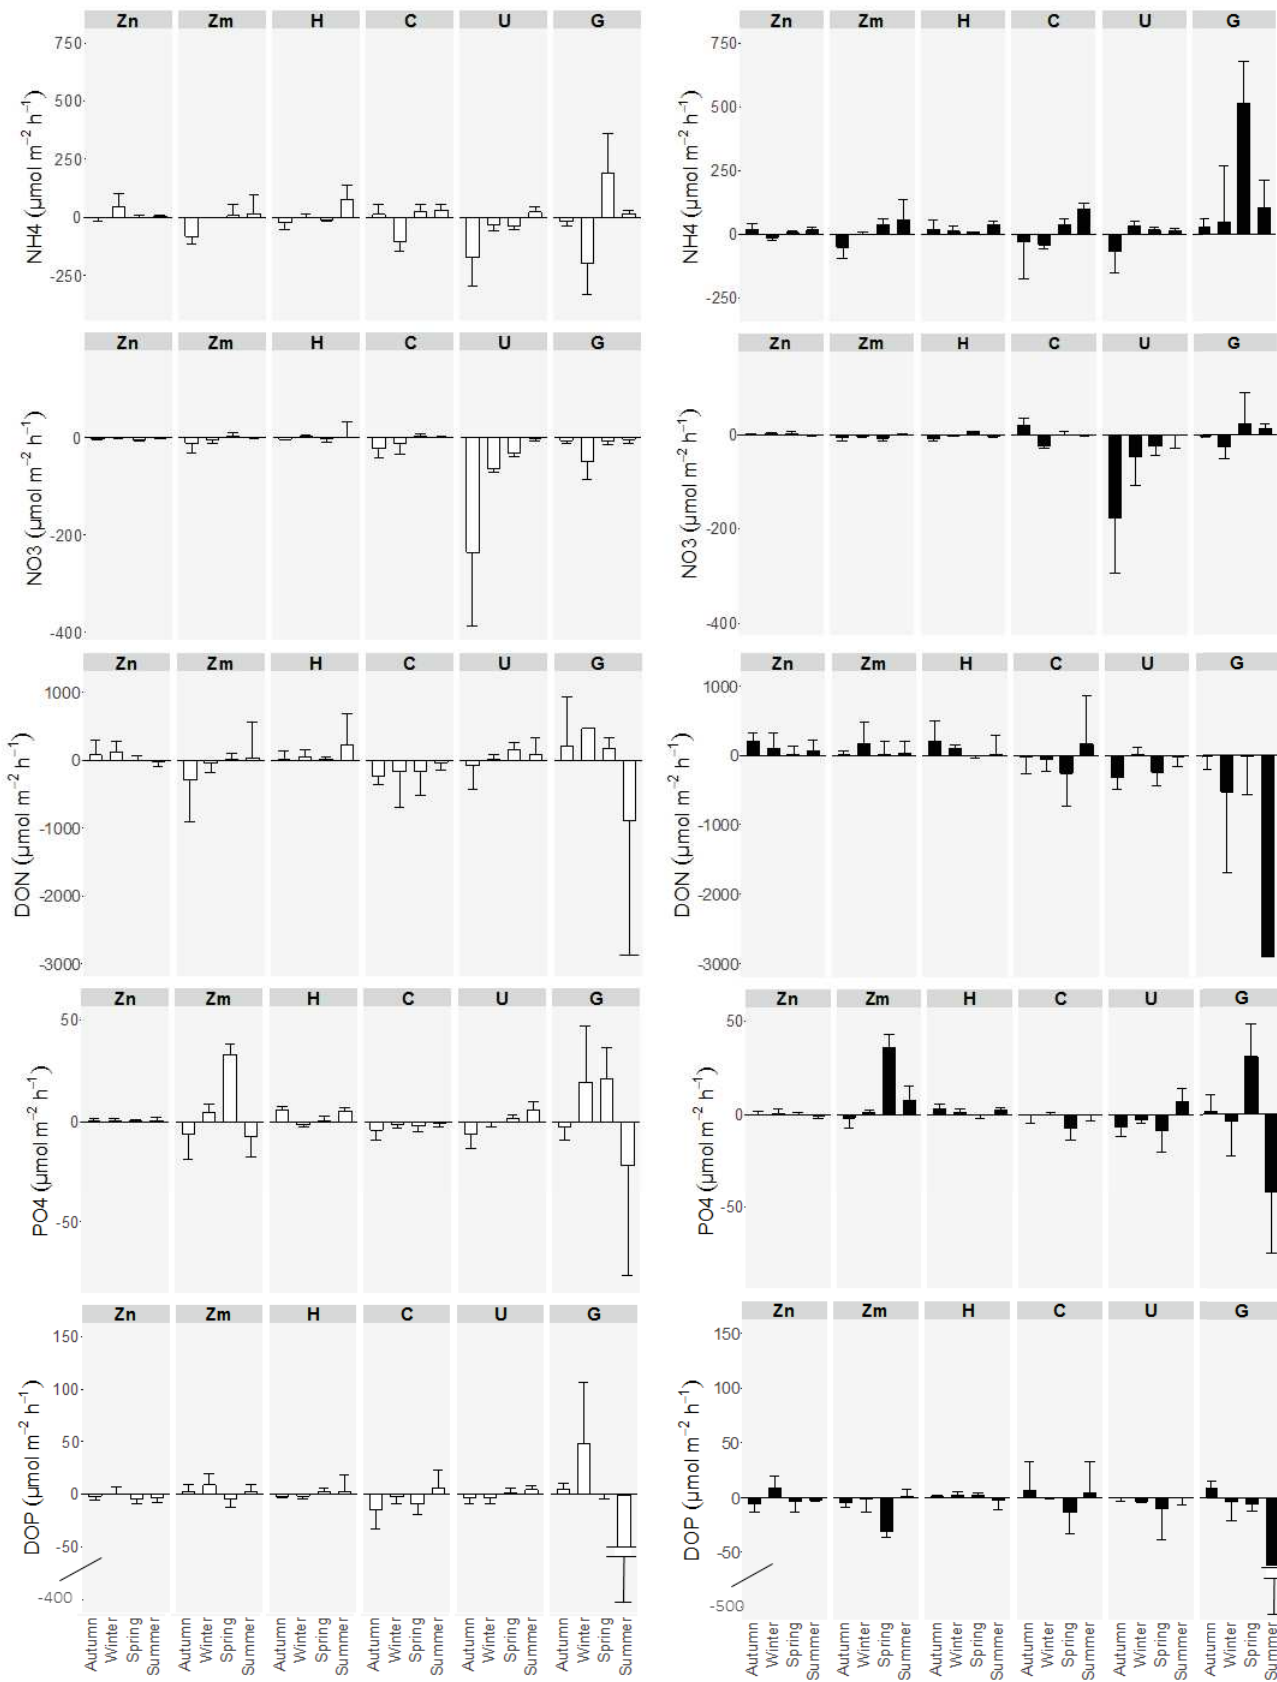 Zn Zm H C U G
750
500
250
0
-250
NH4 (µmol m⁻² h⁻¹)
Zn Zm H C U G
750
500
250
0
-250
NH4 (µmol m⁻² h⁻¹)
Zn Zm H C U G
0
-200
-400
NO3 (µmol m⁻² h⁻¹)
Zn Zm H C U G
0
-200
-400
NO3 (µmol m⁻² h⁻¹)
Zn Zm H C U G
1000
0
-1000
-2000
-3000
DON (µmol m⁻² h⁻¹)
Zn Zm H C U G
1000
0
-1000
-2000
-3000
DON (µmol m⁻² h⁻¹)
Zn Zm H C U G
50
0
-50
PO4 (µmol m⁻² h⁻¹)
Zn Zm H C U G
50
0
-50
PO4 (µmol m⁻² h⁻¹)
Zn Zm H C U G
150
100
50
0
-50
-400
DOP (µmol m⁻² h⁻¹)
Autumn Winter Spring Summer Autumn Winter Spring Summer Autumn Winter Spring Summer Autumn Winter Spring Summer Autumn Winter Spring Summer Autumn Winter Spring Summer
Zn Zm H C U G
150
100
50
0
-50
-500
DOP (µmol m⁻² h⁻¹)
Autumn Winter Spring Summer Autumn Winter Spring Summer Autumn Winter Spring Summer Autumn Winter Spring Summer Autumn Winter Spring Summer Autumn Winter Spring Summer